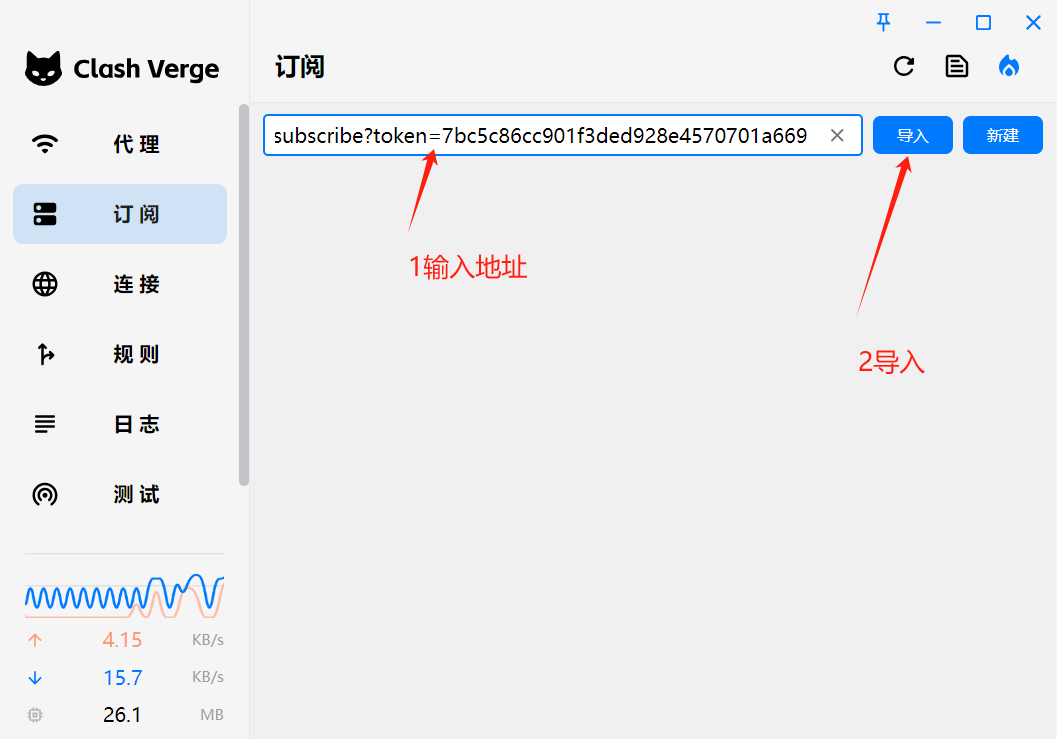 Clash Verge
订阅
代理
订阅
连接
规则
日志
测试
subscribe?token=7bc5c86cc901f3ded928e4570701a669
导入
新建
1输入地址
2导入
4.15 KB/s
15.7 KB/s
26.1 MB